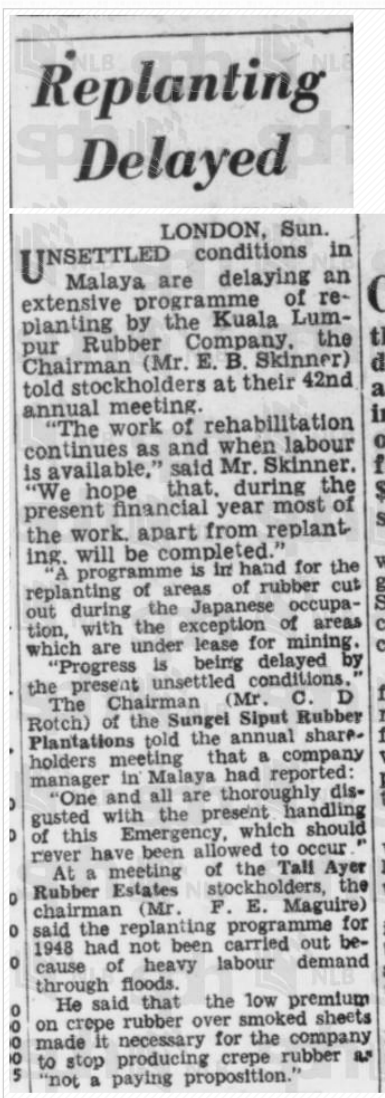 Replanting
Delayed
LONDON, Sun.
UNSETTLED conditions in
Malaya are delaying an
extensive programme of re-
planting by the Kuala Lum-
pur Rubber Company, the
Chairman (Mr. E. B. Skinner)
told stockholders at their 42nd
annual meeting.
"The work of rehabilitation
continues as and when labour
is available," said Mr. Skinner.
"We hope that, during the
present financial year most of
the work, apart from replant-
ing, will be completed."
"A programme is in hand for the
replanting of areas of rubber cut
out during the Japanese occupa-
tion, with the exception of areas
which are under lease for mining.
"Progress is being delayed by
the present unsettled conditions."
The Chairman (Mr. C. D
Rotch) of the Sungei Siput Rubber
Plantations told the annual share-
holders meeting that a company
manager in Malaya had reported:
"One and all are thoroughly dis-
gusted with the present handling
of this Emergency, which should
never have been allowed to occur."
At a meeting of the Tali Ayer
Rubber Estates stockholders, the
chairman (Mr. F. E. Maguire)
said the replanting programme for
1948 had not been carried out be-
cause of heavy labour demand
through floods.
He said that the low premium
on crepe rubber over smoked sheets
made it necessary for the company
to stop producing crepe rubber as
"not a paying proposition."